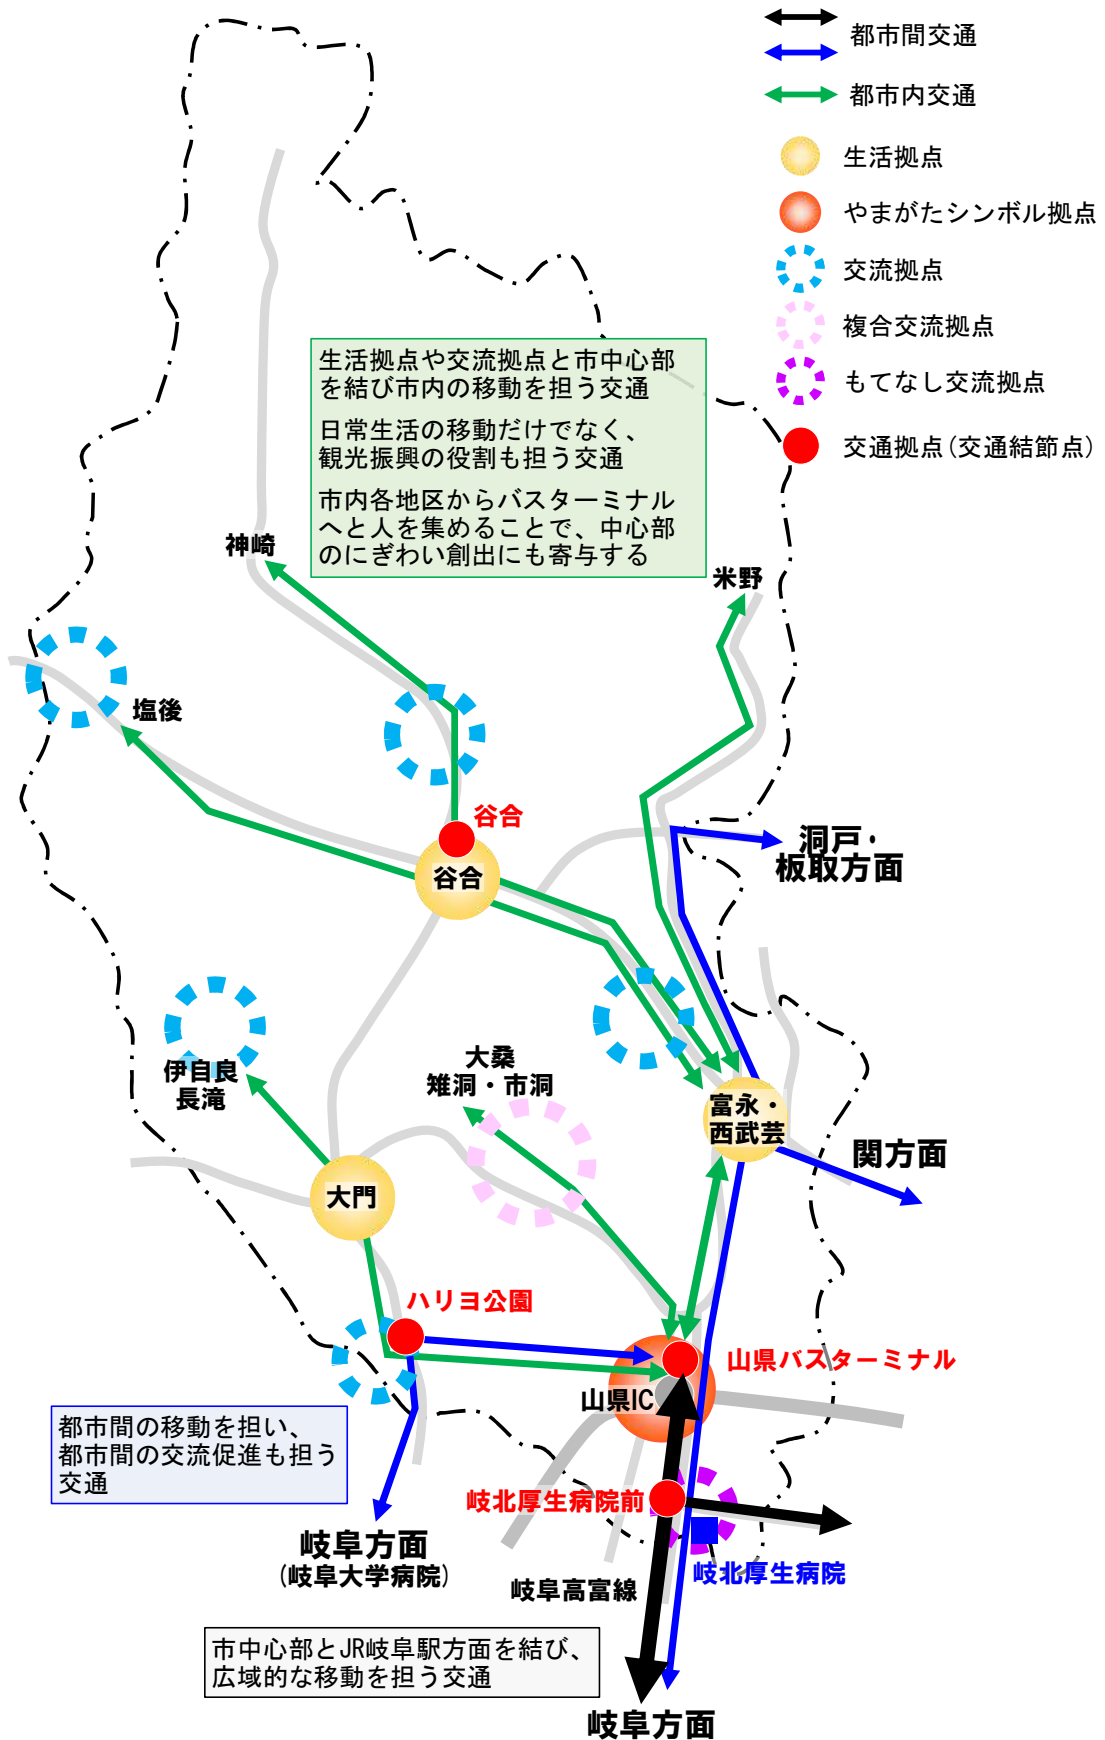 都市間交通
都市内交通
生活拠点
やまがたシンボル拠点
交流拠点
複合交流拠点
もてなし交流拠点
交通拠点(交通結節点)
生活拠点や交流拠点と市中心部
を結び市内の移動を担う交通
日常生活の移動だけでなく、
観光振興の役割も担う交通
市内各地区からバスターミナル
へと人を集めることで、中心部
のにぎわい創出にも寄与する
神崎
米野
塩後
谷合
谷合
洞戸・
板取方面
伊自良
長滝
大桑
雉洞・市洞
富永・
西武芸
関方面
大門
ハリヨ公園
山県バスターミナル
山県IC
都市間の移動を担い、
都市間の交流促進も担う
交通
岐北厚生病院前
岐阜方面
(岐阜大学病院)
岐北厚生病院
岐阜高富線
市中心部とJR岐阜駅方面を結び、
広域的な移動を担う交通
岐阜方面